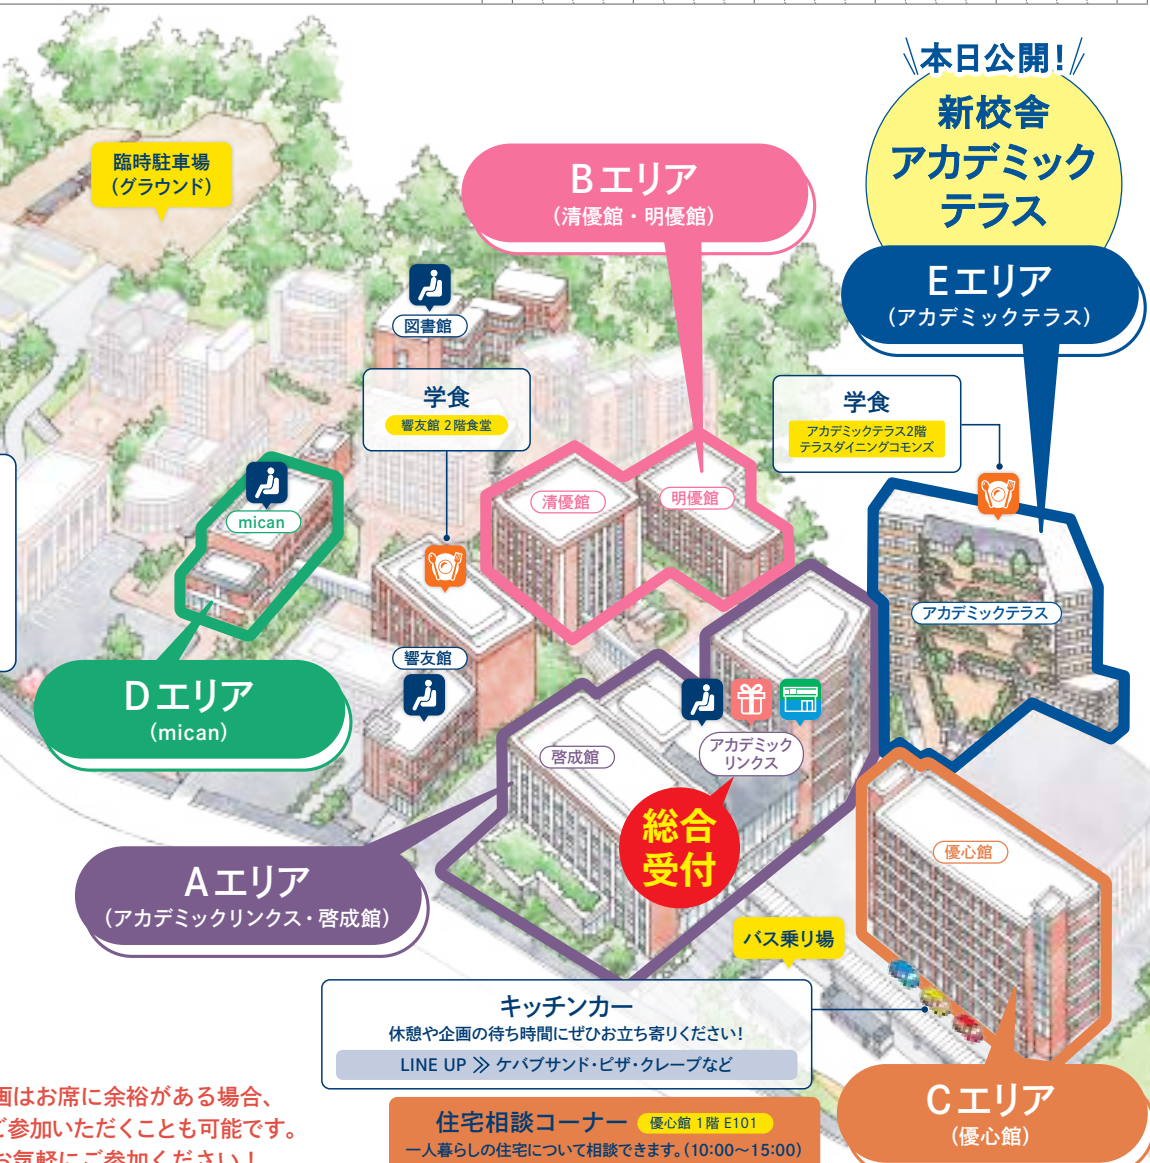 本日公開!
新校舎
アカデミック
テラス
Eエリア
(アカデミックテラス)
臨時駐車場
(グラウンド)
Bエリア
(清優館・明優館)
図書館
学食
響友館 2階食堂
学食
アカデミックテラス2階
テラスダイニングコモンズ
清優館
明優館
mican
アカデミックテラス
響友館
Dエリア
(mican)
啓成館
アカデミック
リンクス
総合
受付
優心館
Aエリア
(アカデミックリンクス・啓成館)
バス乗り場
キッチンカー
休憩や企画の待ち時間にぜひお立ち寄りください!
LINE UP ≫ ケバブサンド・ピザ・クレープなど
Cエリア
(優心館)
画はお席に余裕がある場合、
ご参加いただくことも可能です。
お気軽にご参加ください!
住宅相談コーナー 優心館 1階 E101
一人暮らしの住宅について相談できます。(10:00~15:00)